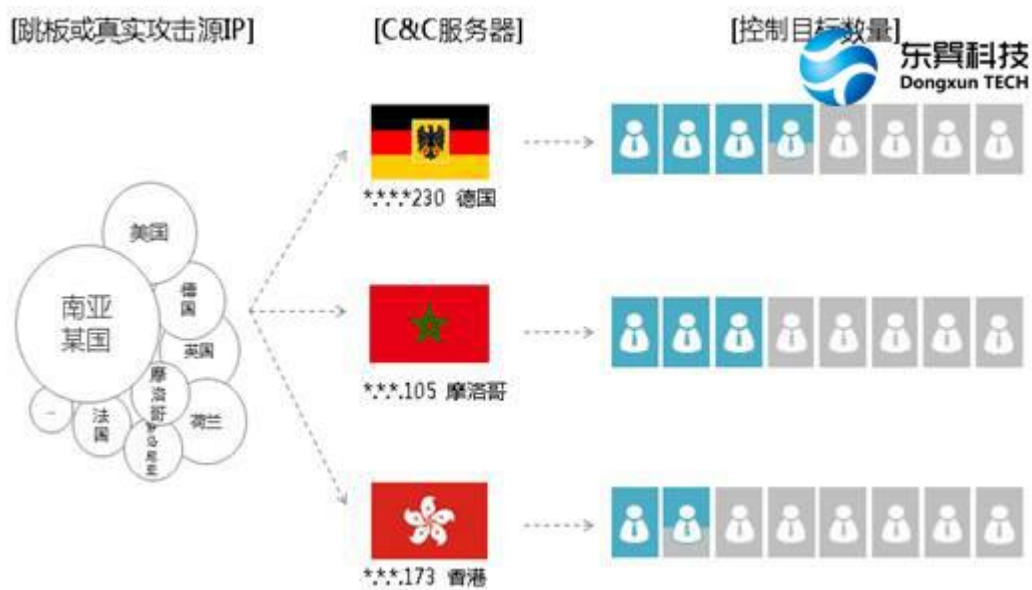 [跳板或真实攻击源IP]
[C&C服务器]
[控制目标数量]
东巽科技
Dongxun TECH
美国
南亚
某国
德
国
英国
摩
洛
哥
法
国
荷兰
*.*.*.*230 德国
*.*.*.105 摩洛哥
*.*.*.173 香港